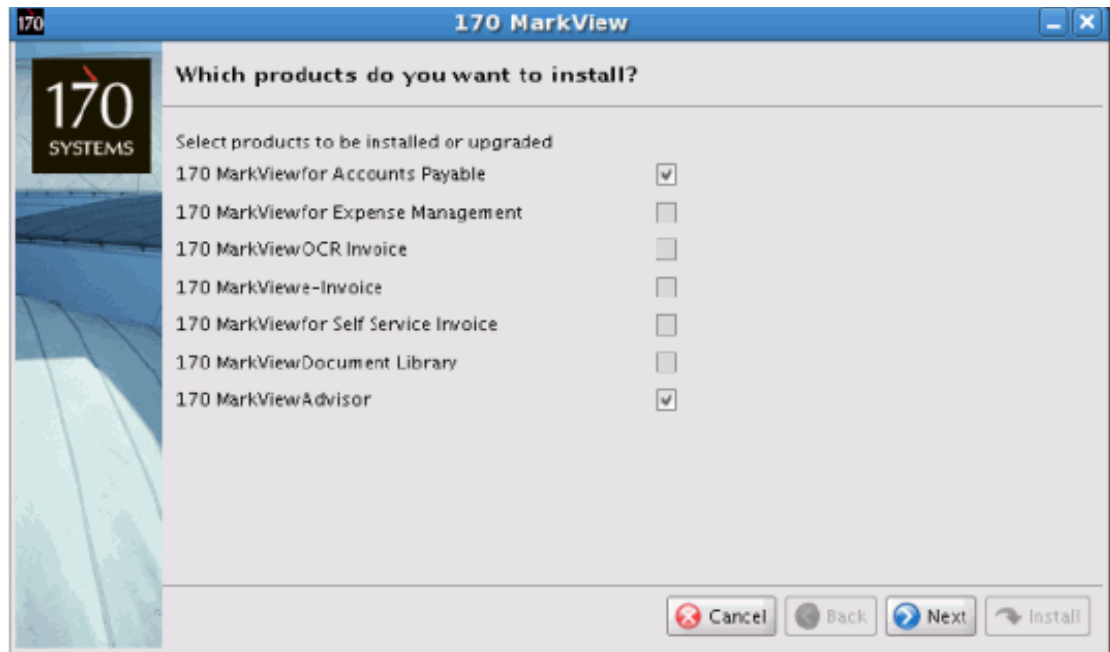 170
170 MarkView
170
SYSTEMS
Which products do you want to install?
Select products to be installed or upgraded
170 MarkViewfor Accounts Payable
170 MarkViewfor Expense Management
170 MarkViewOCR Invoice
170 MarkViewe-Invoice
170 MarkViewfor Self Service Invoice
170 MarkViewDocument Library
170 MarkViewAdvisor
Cancel Back Next Install